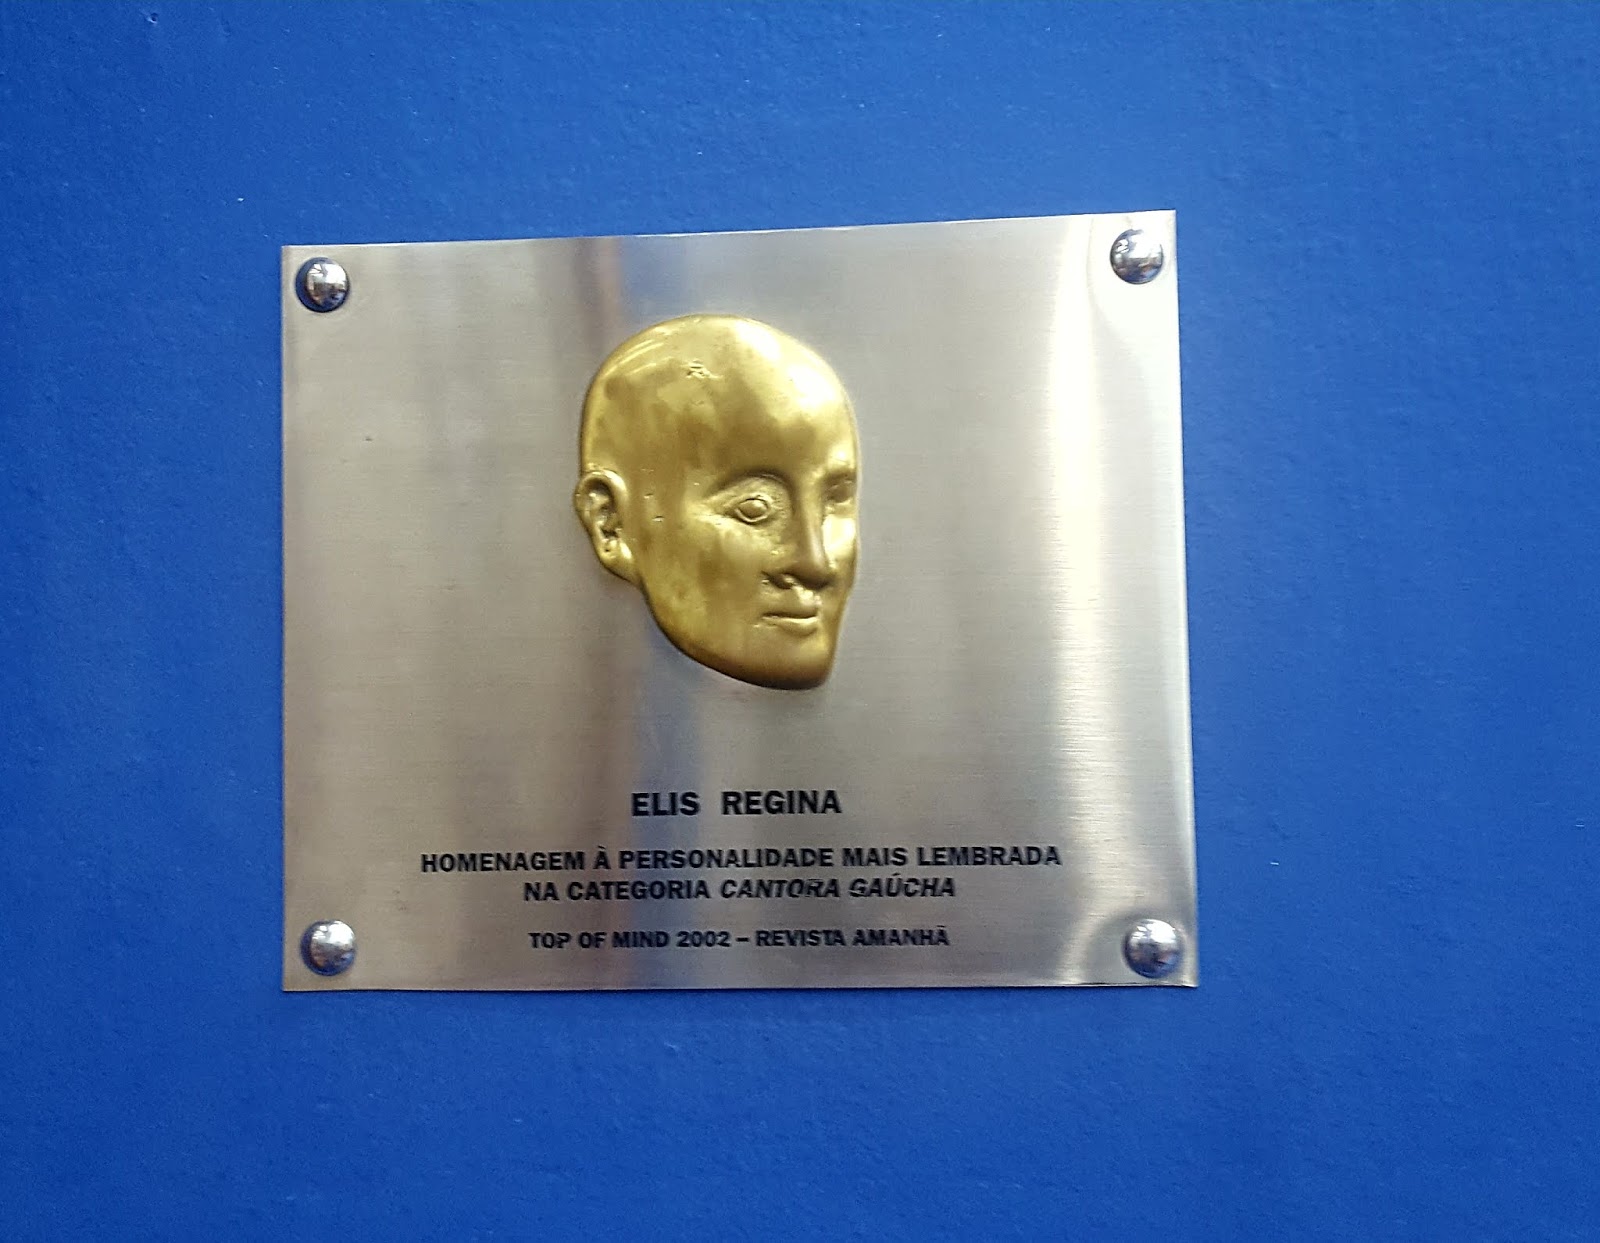 ELIS REGINA
HOMENAGEM À PERSONALIDADE MAIS LEMBRADA
NA CATEGORIA CANTORA GAÚCHA
TOP OF MIND 2002 – REVISTA AMANHÃ